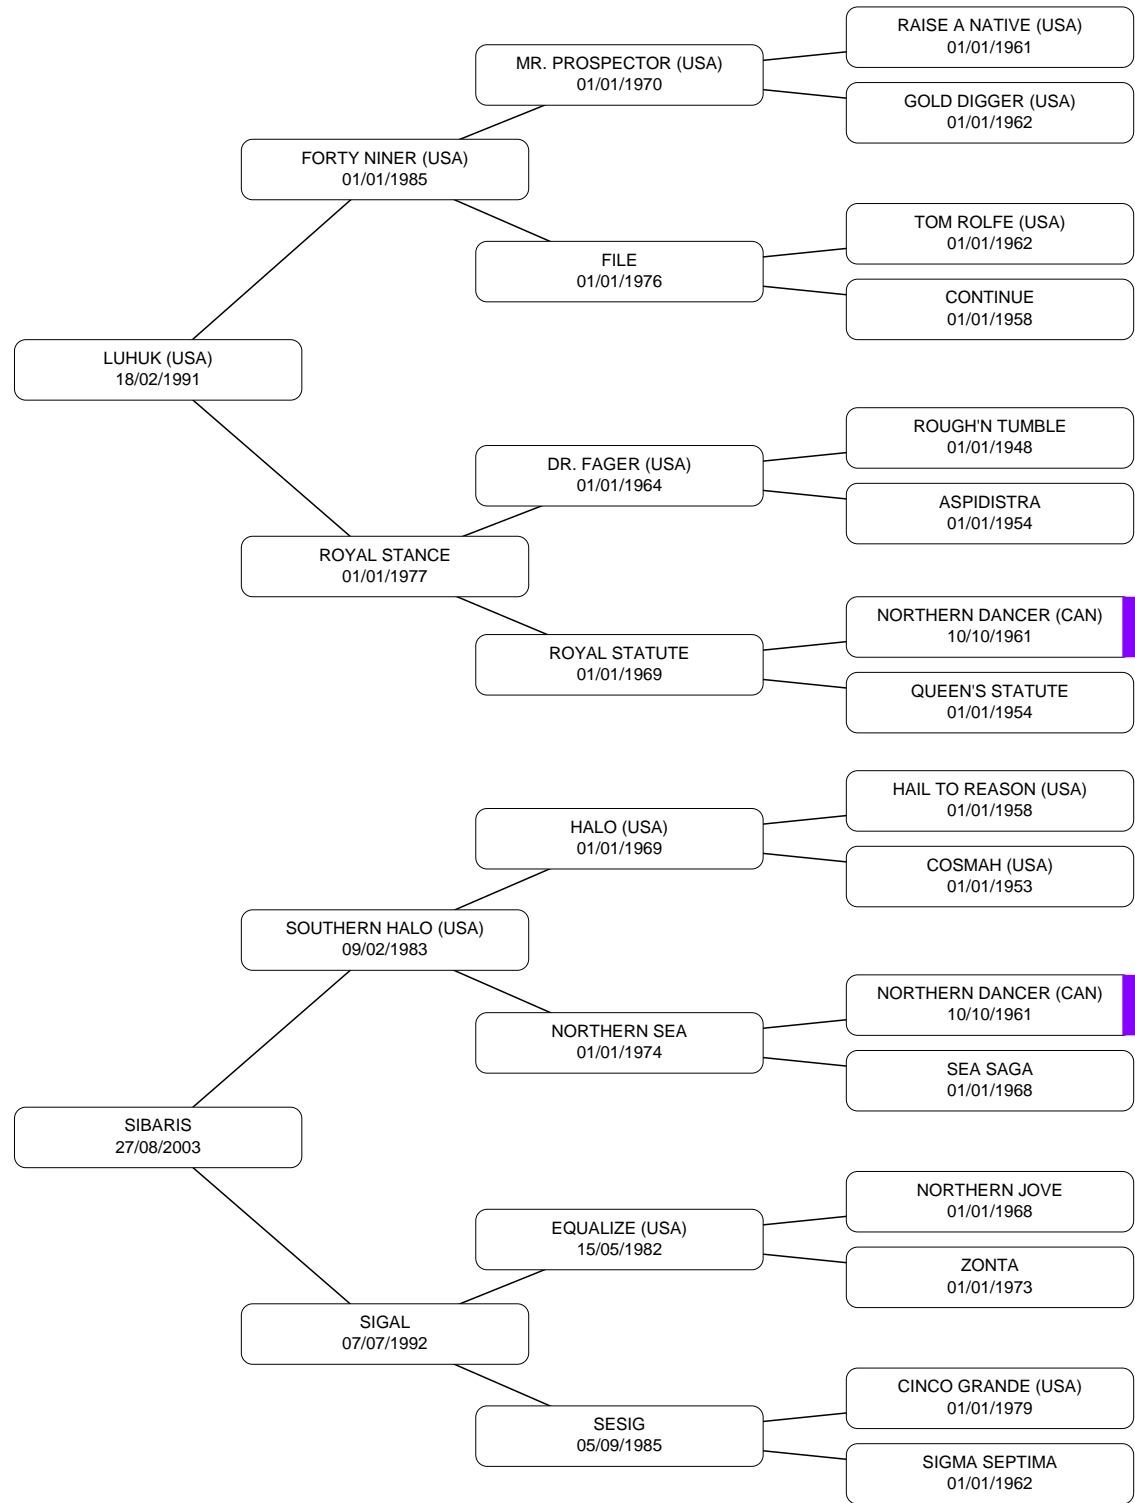 RAISE A NATIVE (USA)
01/01/1961
MR. PROSPECTOR (USA)
01/01/1970
GOLD DIGGER (USA)
01/01/1962
FORTY NINER (USA)
01/01/1985
TOM ROLFE (USA)
01/01/1962
FILE
01/01/1976
CONTINUE
01/01/1958
LUHUK (USA)
18/02/1991
ROUGH'N TUMBLE
01/01/1948
DR. FAGER (USA)
01/01/1964
ASPIDISTRA
01/01/1954
ROYAL STANCE
01/01/1977
NORTHERN DANCER (CAN)
10/10/1961
ROYAL STATUTE
01/01/1969
QUEEN'S STATUTE
01/01/1954
HAIL TO REASON (USA)
01/01/1958
HALO (USA)
01/01/1969
COSMAH (USA)
01/01/1953
SOUTHERN HALO (USA)
09/02/1983
NORTHERN DANCER (CAN)
10/10/1961
NORTHERN SEA
01/01/1974
SEA SAGA
01/01/1968
SIBARIS
27/08/2003
NORTHERN JOVE
01/01/1968
EQUALIZE (USA)
15/05/1982
ZONTA
01/01/1973
SIGAL
07/07/1992
CINCO GRANDE (USA)
01/01/1979
SESIG
05/09/1985
SIGMA SEPTIMA
01/01/1962